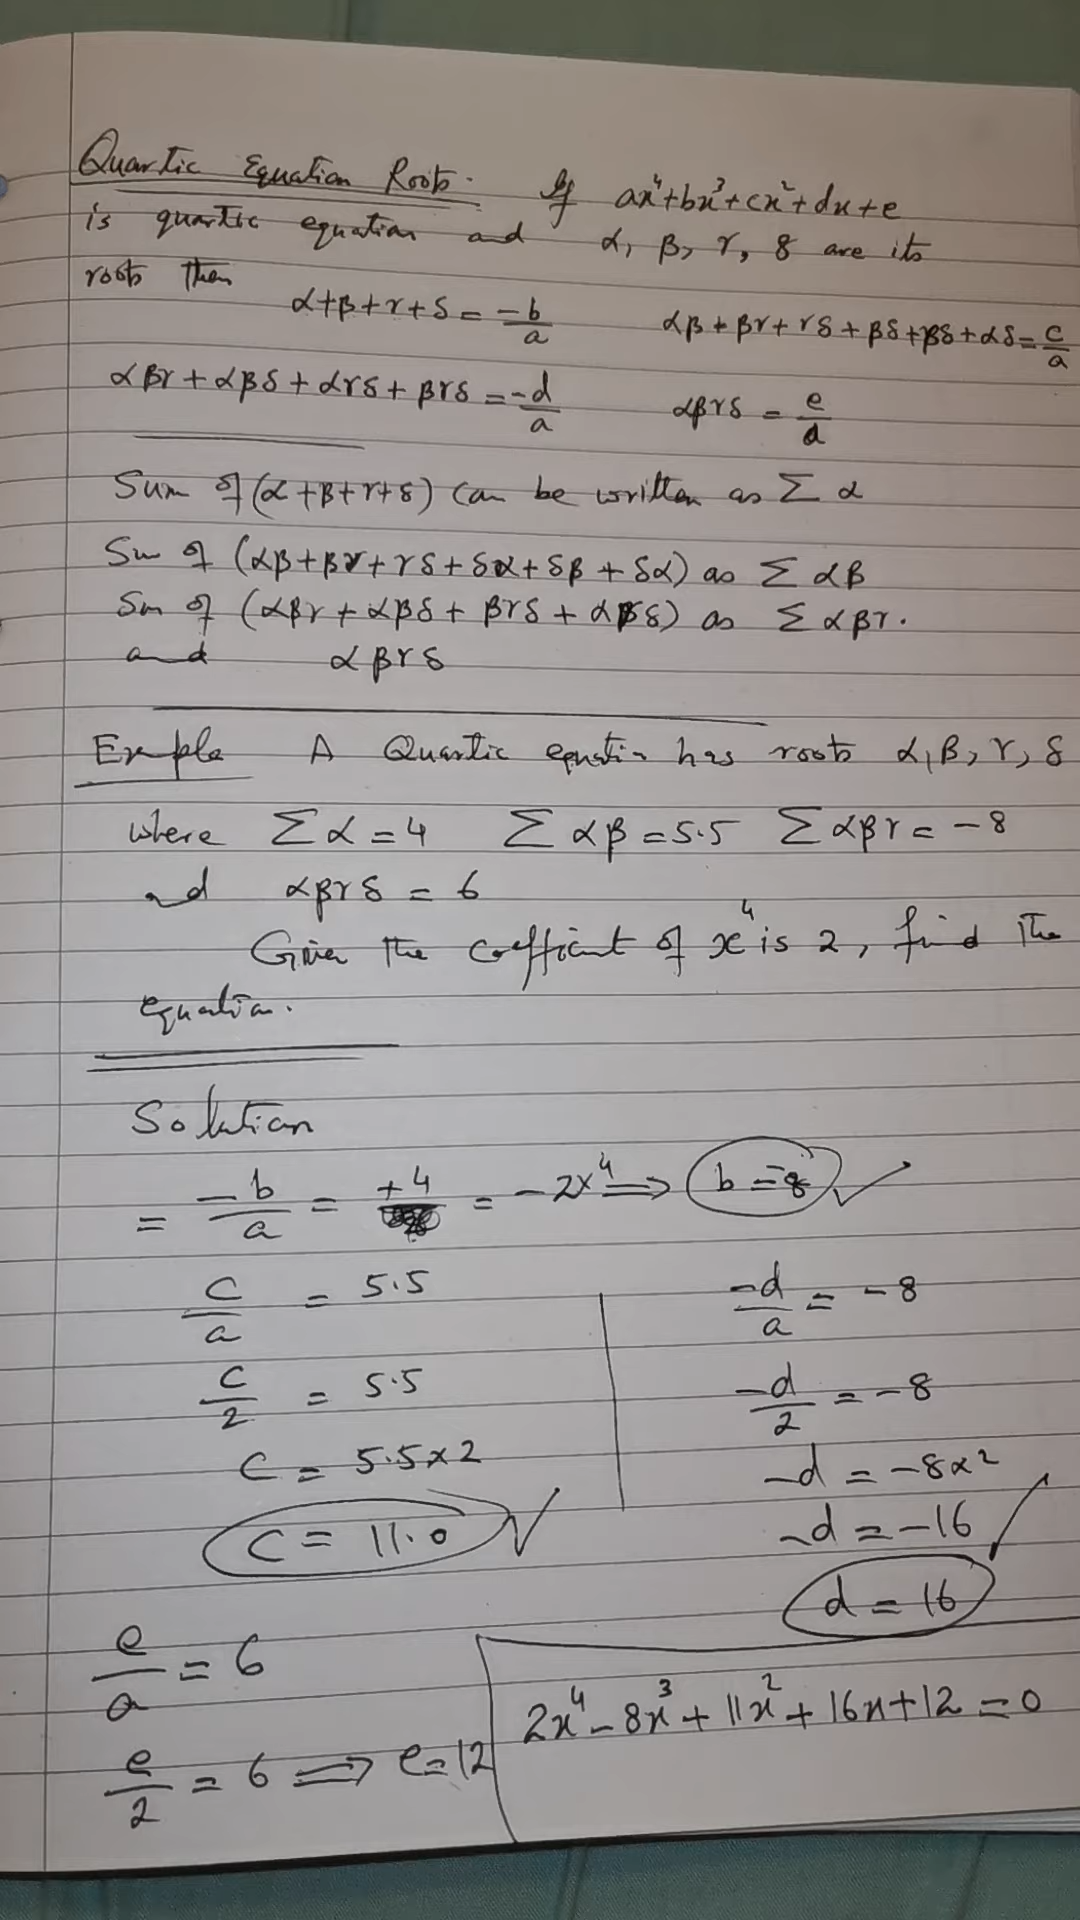 Quartic Equation Roots. If ax⁴+bx³+cx²+dx+e
is quartic equation and α, β, γ, δ are its
roots then
α+β+γ+δ = -b/a    αβ+βγ+γδ+βδ+βδ+αδ = c/a
αβγ+αβδ+αγδ+βγδ = -d/a    αβγδ = e/a
Sum of (α+β+γ+δ) can be written as Σ α
Sum of (αβ+βγ+γδ+δα+δβ+δα) as Σ αβ
Sum of (αβγ+αβδ+βγδ+αβδ) as Σ αβγ.
and αβγδ
Example A Quartic equation has roots α, β, γ, δ
where Σα = 4 Σαβ = 5.5 Σαβγ = -8
and αβγδ = 6
Given the coefficient of x⁴ is 2, find the
equation.
Solution
= -b/a = +4 = -2×4 ⟹ b = -8 ✓
c/a = 5.5
c/2 = 5.5
c = 5.5×2
c = 11.0 ✓
-d/a = -8
-d/2 = -8
-d = -8×2
-d = -16
d = 16 ✓
e/a = 6
e/2 = 6 ⟹ e=12
2x⁴ - 8x³ + 11x² + 16x + 12 = 0